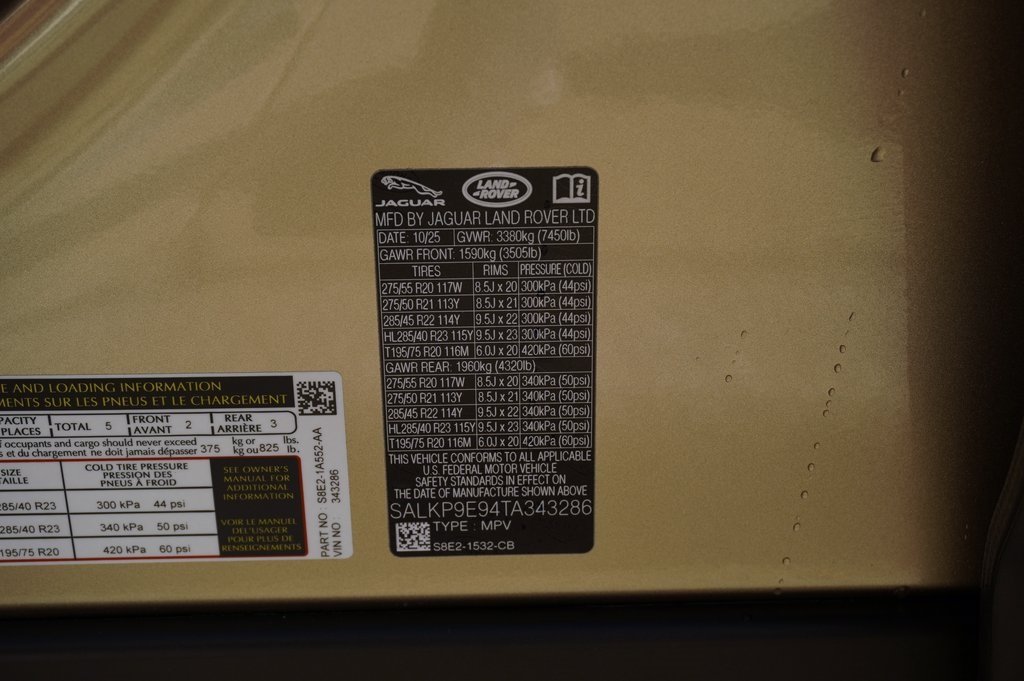 JAGUAR
LAND ROVER
i
MFD BY JAGUAR LAND ROVER LTD
DATE: 10/25 GVWR: 3380kg (7450lb)
GAWR FRONT: 1590kg (3505lb)
TIRES RIMS PRESSURE (COLD)
275/55 R20 117W 8.5J x 20 300kPa (44psi)
275/50 R21 113Y 8.5J x 21 300kPa (44psi)
285/45 R22 114Y 9.5J x 22 300kPa (44psi)
HL285/40 R23 115Y 9.5J x 23 300kPa (44psi)
T195/75 R20 116M 6.0J x 20 420kPa (60psi)
GAWR REAR: 1960kg (4320lb)
275/55 R20 117W 8.5J x 20 340kPa (50psi)
275/50 R21 113Y 8.5J x 21 340kPa (50psi)
285/45 R22 114Y 9.5J x 22 340kPa (50psi)
HL285/40 R23 115Y 9.5J x 23 340kPa (50psi)
T195/75 R20 116M 6.0J x 20 420kPa (60psi)
THIS VEHICLE CONFORMS TO ALL APPLICABLE
U.S. FEDERAL MOTOR VEHICLE
SAFETY STANDARDS IN EFFECT ON
THE DATE OF MANUFACTURE SHOWN ABOVE
SALKP9E94TA343286
TYPE : MPV
S8E2-1532-CB
E AND LOADING INFORMATION
MENTS SUR LES PNEUS ET LE CHARGEMENT
PACITY
PLACES TOTAL 5 FRONT AVANT 2 REAR ARRIÈRE 3
f occupants and cargo should never exceed
es et du chargement ne doit jamais dépasser 375 kg or kg ou 825 lbs. lb.
SIZE
TAILLE
COLD TIRE PRESSURE
PRESSION DES
PNEUS À FROID
285/40 R23 300 kPa 44 psi
285/40 R23 340 kPa 50 psi
195/75 R20 420 kPa 60 psi
SEE OWNER'S
MANUAL FOR
ADDITIONAL
INFORMATION
VOIR LE MANUEL
DE L'USAGER
POUR PLUS DE
RENSEIGNEMENTS
PART NO : S8E2-1A552-AA
VIN NO : 343286